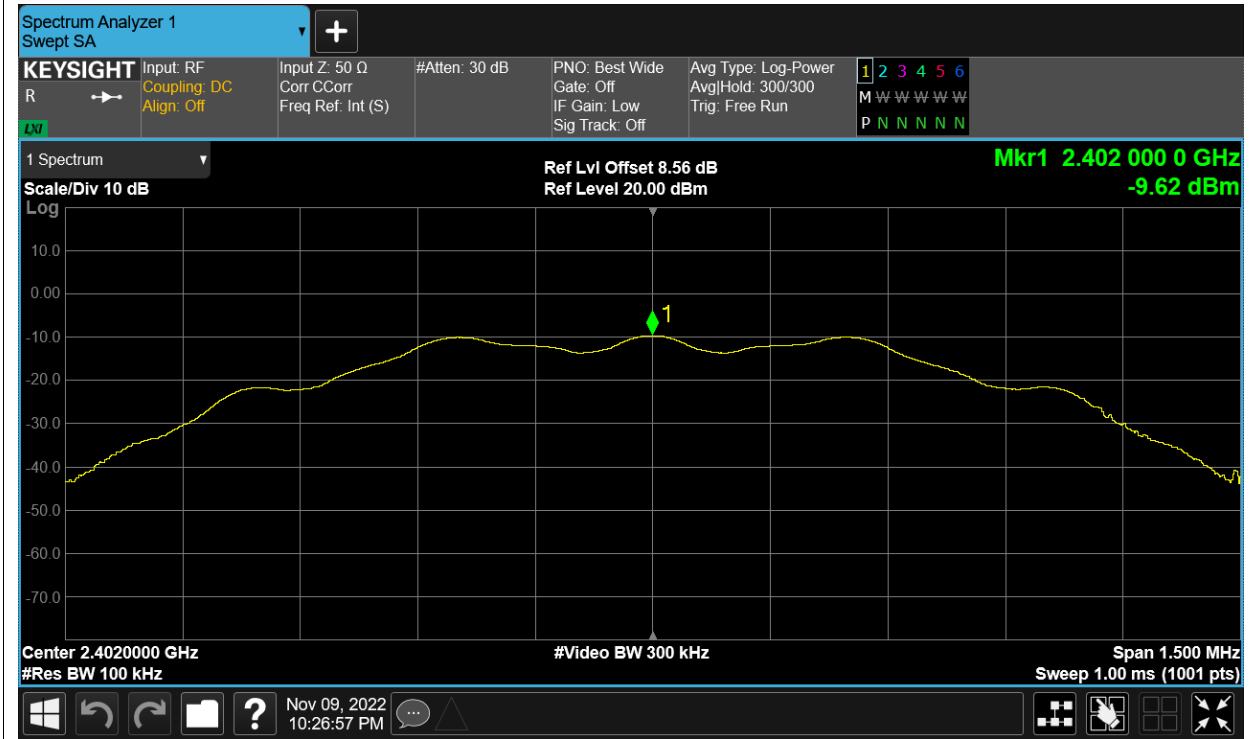 Spectrum Analyzer 1
Swept SA
KEYSIGHT
R
LXI
Input: RF
Coupling: DC
Align: Off
Input Z: 50 Ω
Corr CCorr
Freq Ref: Int (S)
#Atten: 30 dB
PNO: Best Wide
Gate: Off
IF Gain: Low
Sig Track: Off
Avg Type: Log-Power
Avg|Hold: 300/300
Trig: Free Run
1 2 3 4 5 6
M W W W W W
P N N N N N
1 Spectrum
Scale/Div 10 dB
Log
Ref Lvl Offset 8.56 dB
Ref Level 20.00 dBm
Mkr1 2.402 000 0 GHz
-9.62 dBm
10.0
0.00
-10.0
-20.0
-30.0
-40.0
-50.0
-60.0
-70.0
1
Center 2.4020000 GHz
#Res BW 100 kHz
#Video BW 300 kHz
Span 1.500 MHz
Sweep 1.00 ms (1001 pts)
?
Nov 09, 2022
10:26:57 PM